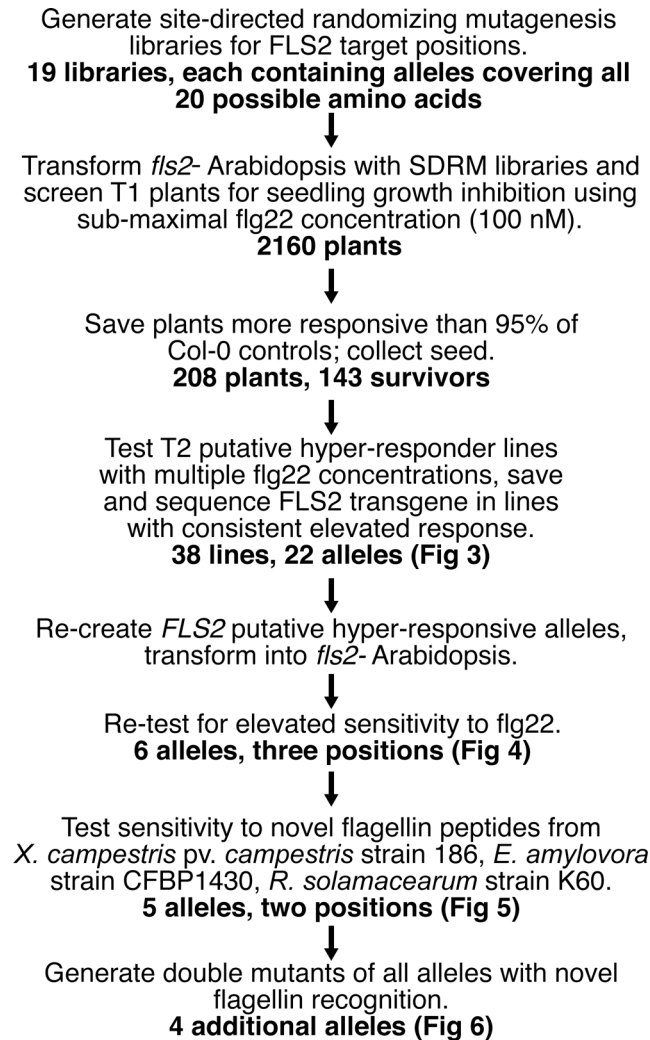 Generate site-directed randomizing mutagenesis
libraries for FLS2 target positions.
19 libraries, each containing alleles covering all
20 possible amino acids
Transform fls2- Arabidopsis with SDRM libraries and
screen T1 plants for seedling growth inhibition using
sub-maximal flg22 concentration (100 nM).
2160 plants
Save plants more responsive than 95% of
Col-0 controls; collect seed.
208 plants, 143 survivors
Test T2 putative hyper-responder lines
with multiple flg22 concentrations, save
and sequence FLS2 transgene in lines
with consistent elevated response.
38 lines, 22 alleles (Fig 3)
Re-create FLS2 putative hyper-responsive alleles,
transform into fls2- Arabidopsis.
Re-test for elevated sensitivity to flg22.
6 alleles, three positions (Fig 4)
Test sensitivity to novel flagellin peptides from
X. campestris pv. campestris strain 186, E. amylovora
strain CFBP1430, R. solamacearum strain K60.
5 alleles, two positions (Fig 5)
Generate double mutants of all alleles with novel
flagellin recognition.
4 additional alleles (Fig 6)